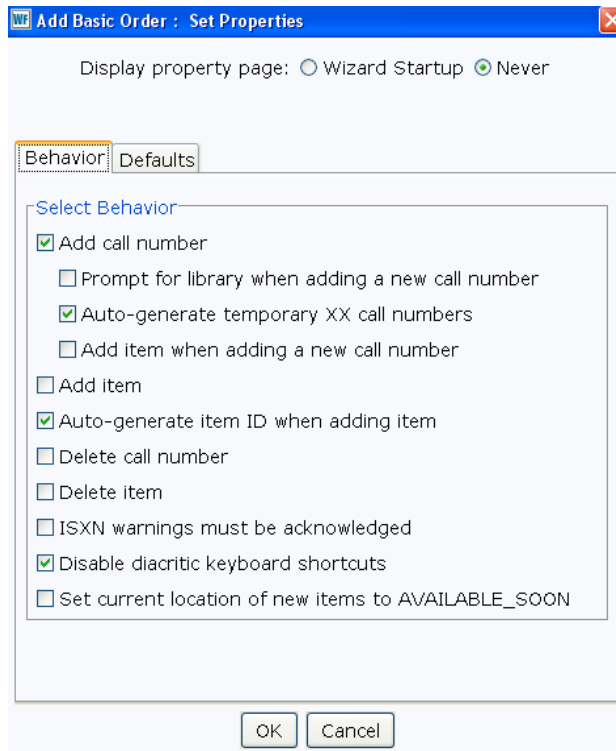 WF Add Basic Order : Set Properties
Display property page: Wizard Startup Never
Behavior Defaults
Select Behavior
Add call number
Prompt for library when adding a new call number
Auto-generate temporary XX call numbers
Add item when adding a new call number
Add item
Auto-generate item ID when adding item
Delete call number
Delete item
ISXN warnings must be acknowledged
Disable diacritic keyboard shortcuts
Set current location of new items to AVAILABLE_SOON
OK Cancel